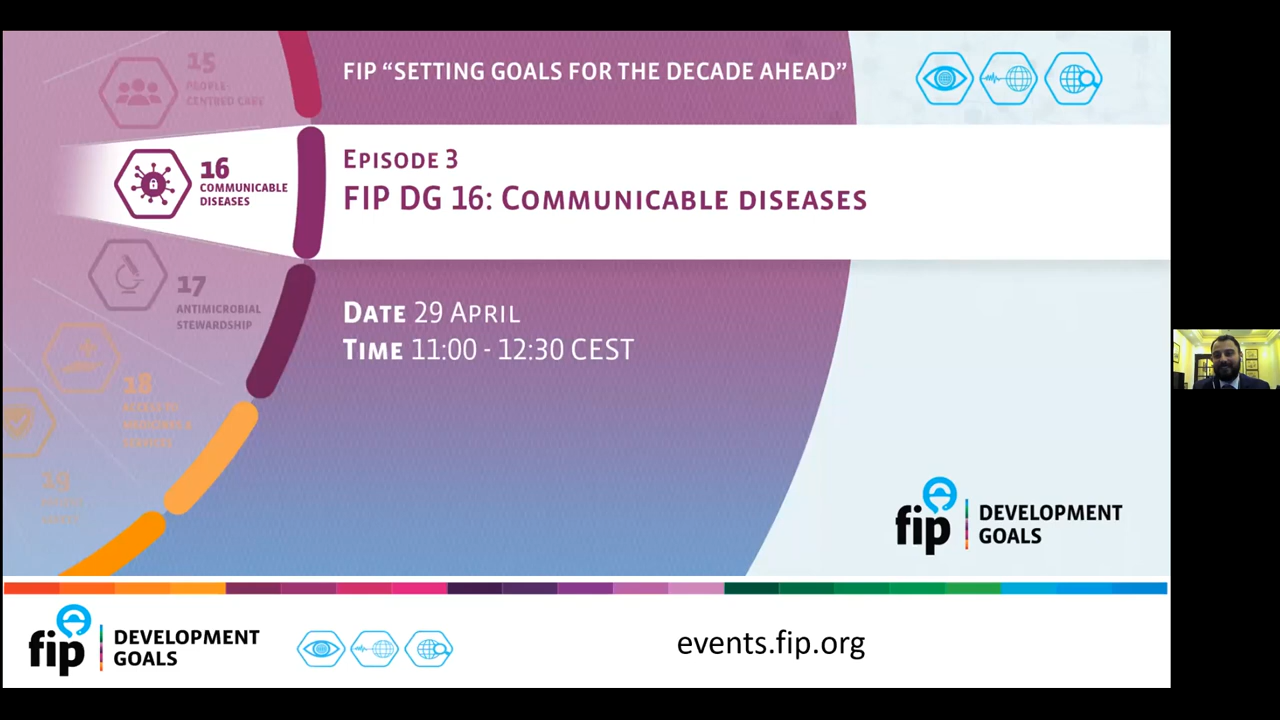 FIP “SETTING GOALS FOR THE DECADE AHEAD”
15
PEOPLE-
CENTRED CARE
EPISODE 3
FIP DG 16: COMMUNICABLE DISEASES
16
COMMUNICABLE
DISEASES
17
ANTIMICROBIAL
STEWARDSHIP
DATE 29 APRIL
TIME 11:00 - 12:30 CEST
18
19
fip
DEVELOPMENT
GOALS
fip
DEVELOPMENT
GOALS
events.fip.org